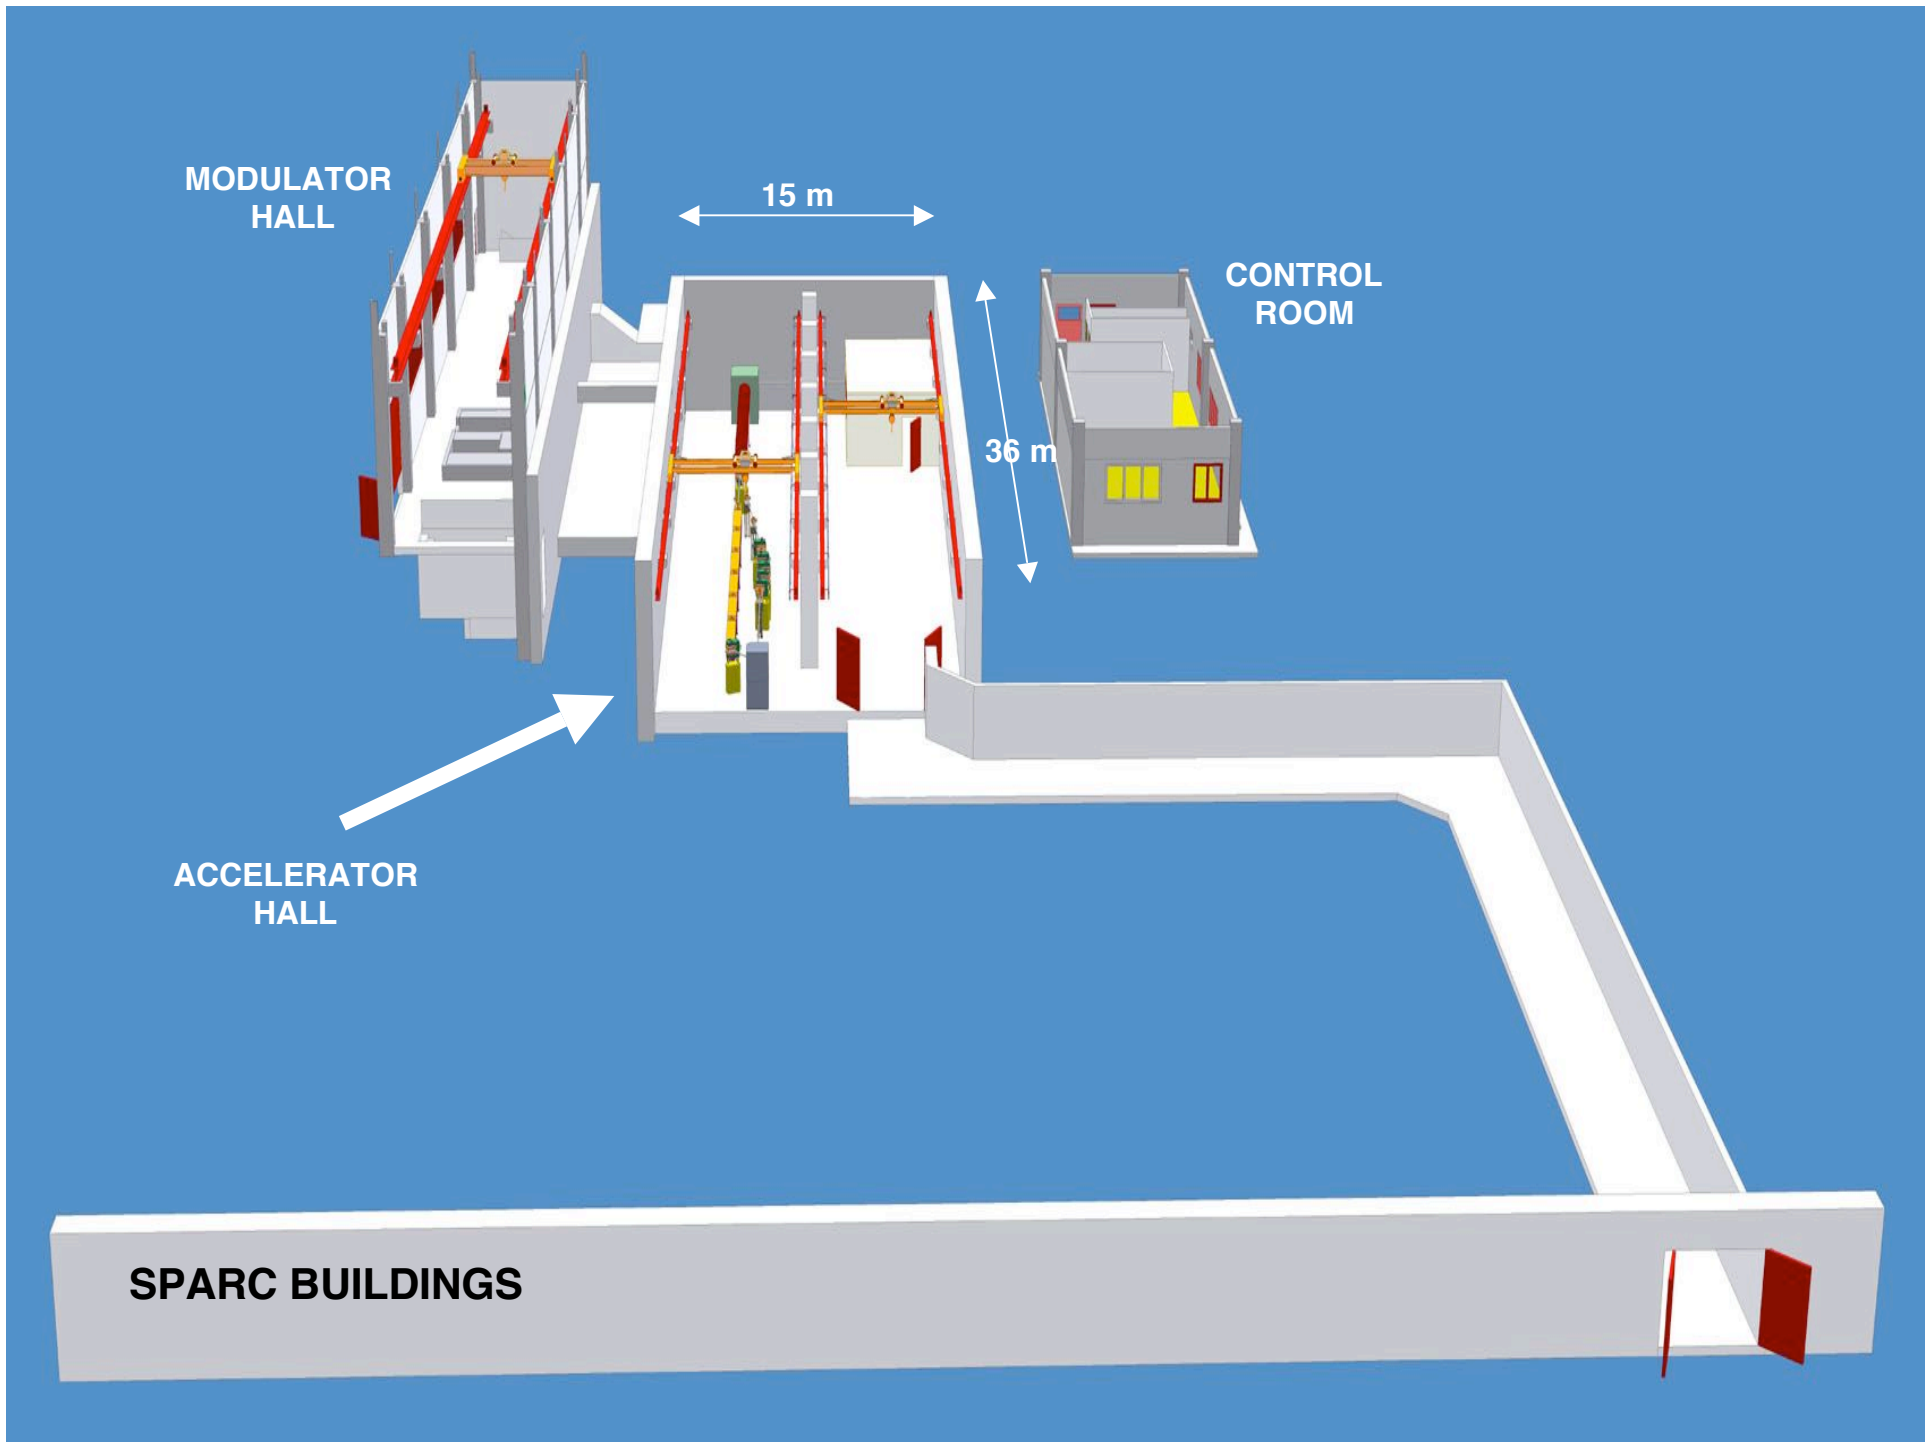 MODULATOR
HALL
15 m
CONTROL
ROOM
36 m
ACCELERATOR
HALL
SPARC BUILDINGS